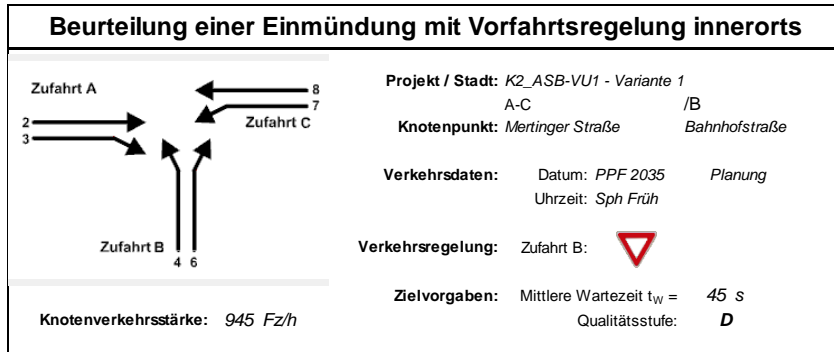 Beurteilung einer Einmündung mit Vorfahrtsregelung innerorts
Zufahrt A
8
7
Zufahrt C
2
3
Zufahrt B
4 6
Knotenverkehrsstärke: 945 Fz/h
Projekt / Stadt: K2_ASB-VU1 - Variante 1
A-C /B
Knotenpunkt: Mertinger Straße Bahnhofstraße
Verkehrsdaten: Datum: PPF 2035 Planung
Uhrzeit: Sph Früh
Verkehrsregelung: Zufahrt B:
Zielvorgaben: Mittlere Wartezeit tW = 45 s
Qualitätsstufe: D